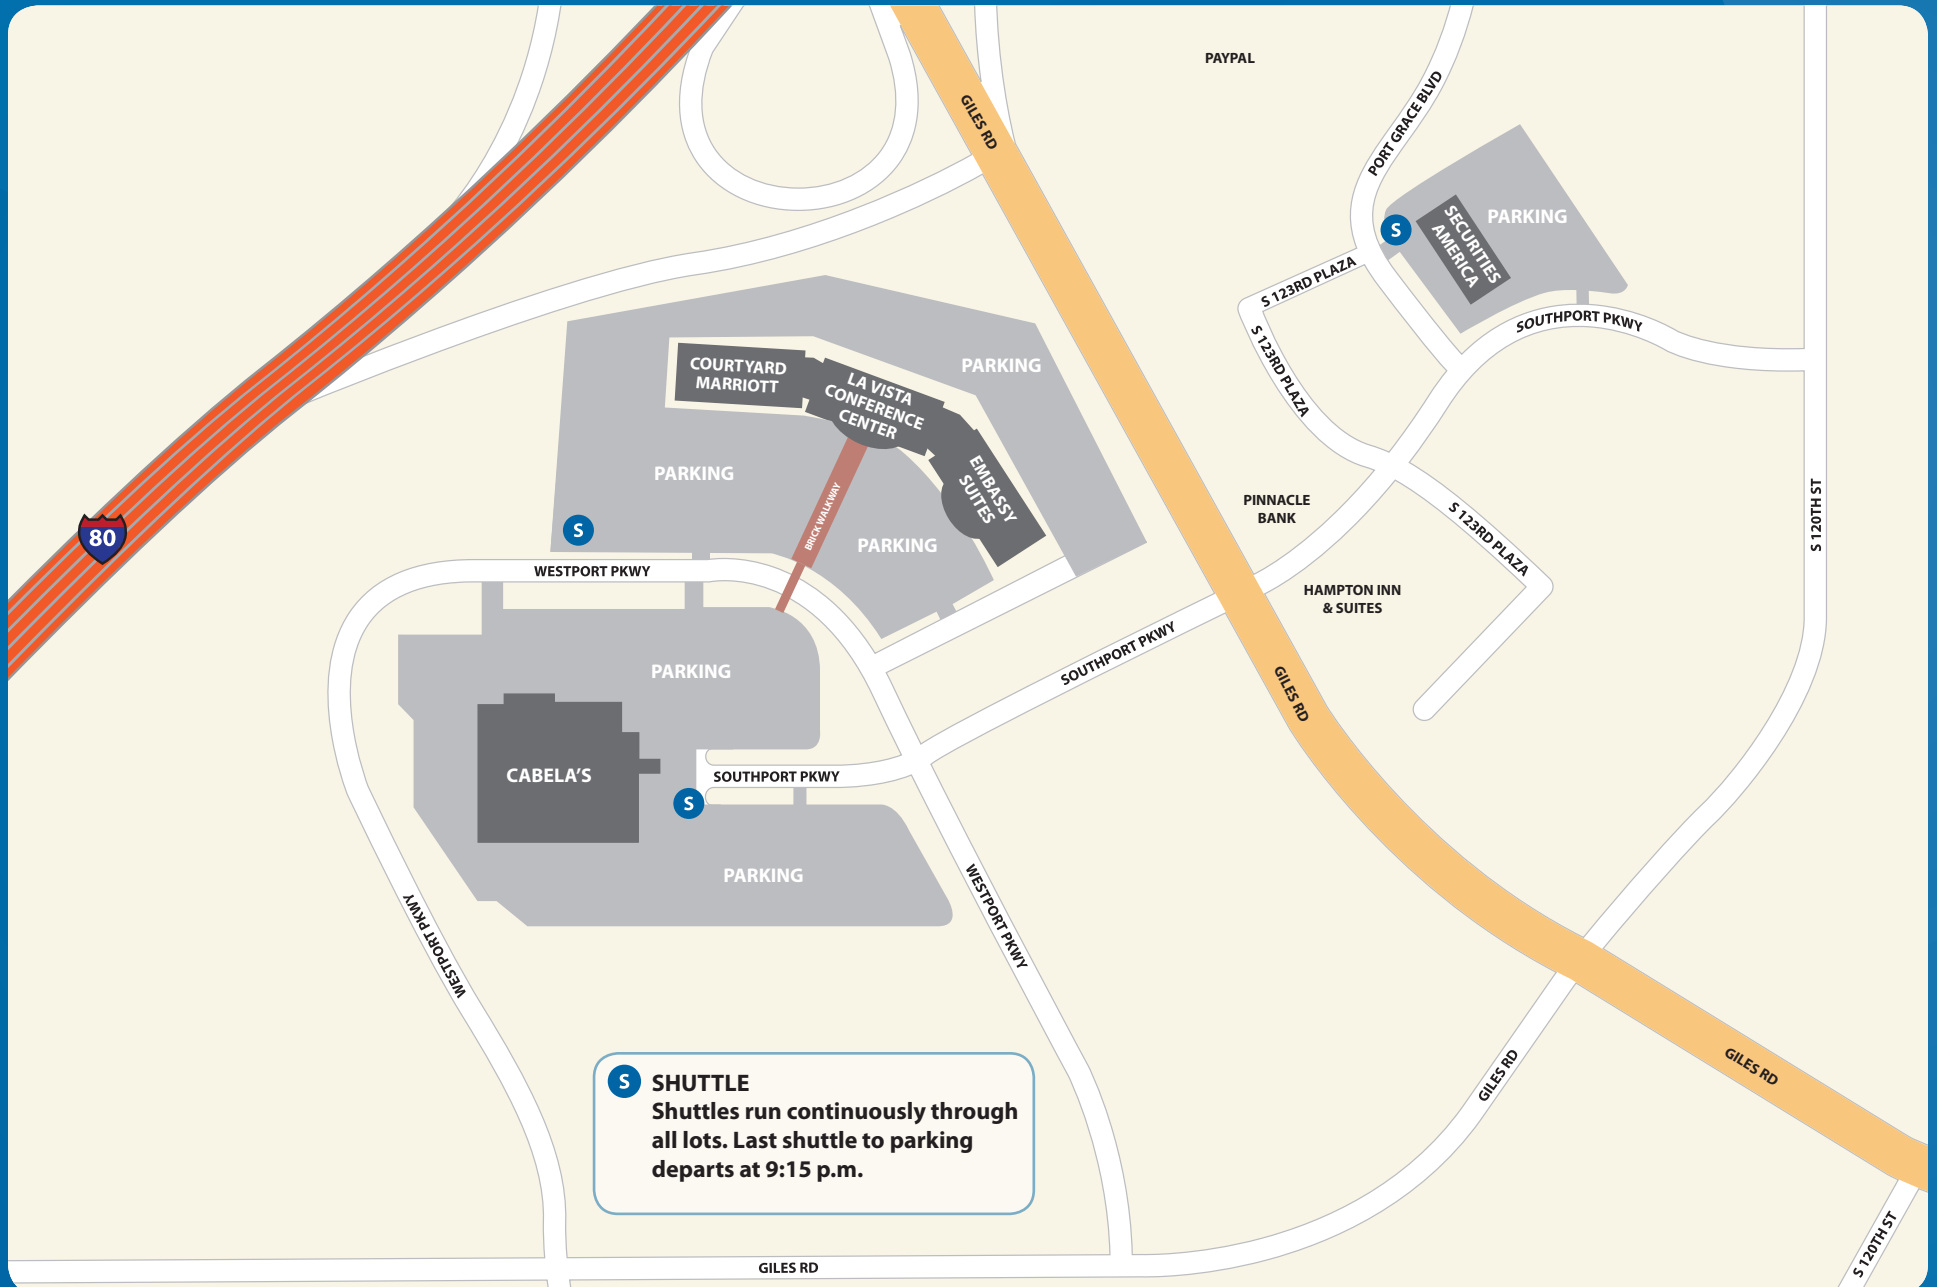 PAYPAL
GILES RD
PORT GRACE BLVD
S
PARKING
SECURITIES
AMERICA
S 123RD PLAZA
SOUTHPORT PKWY
S 123RD PLAZA
COURTYARD
MARRIOTT
LA VISTA
CONFERENCE
CENTER
PARKING
EMBASSY
SUITES
PARKING
BRICK WALKWAY
PARKING
S
80
PINNACLE
BANK
S 123RD PLAZA
S 120TH ST
WESTPORT PKWY
HAMPTON INN
& SUITES
SOUTHPORT PKWY
PARKING
GILES RD
CABELA'S
SOUTHPORT PKWY
S
PARKING
WESTPORT PKWY
WESTPORT PKWY
S
SHUTTLE
Shuttles run continuously through
all lots. Last shuttle to parking
departs at 9:15 p.m.
GILES RD
GILES RD
S 120TH ST
GILES RD